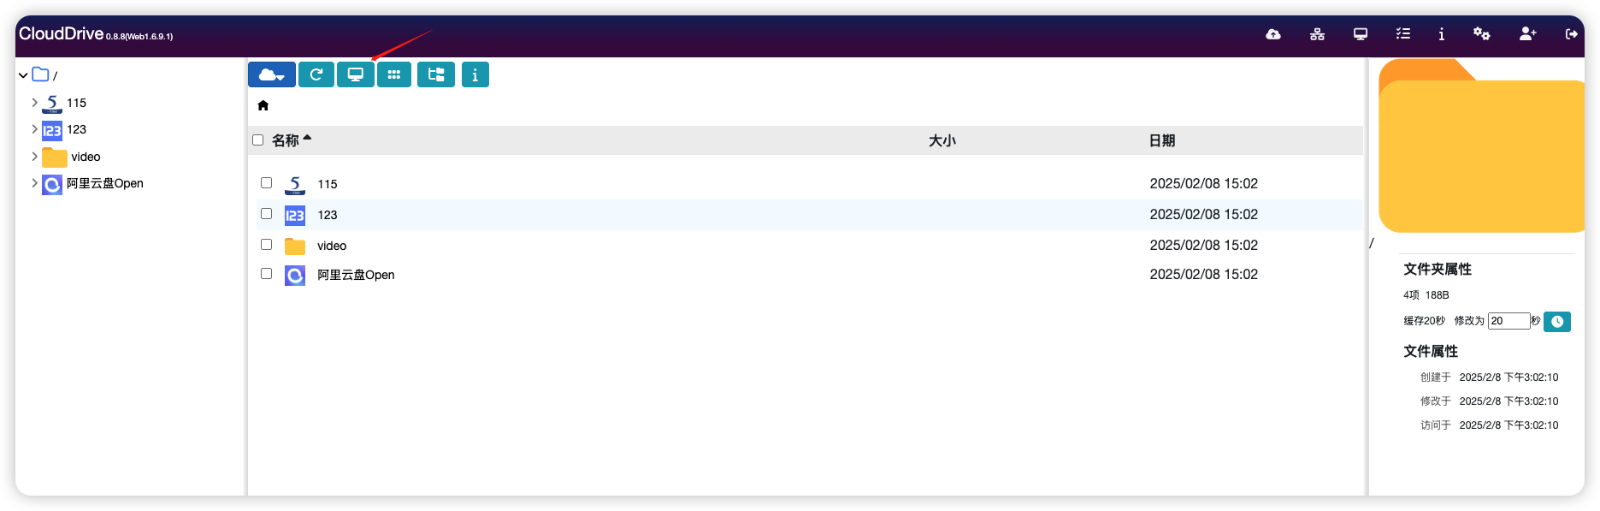 CloudDrive 0.8.8(Web1.6.9.1)
/
115
123
video
阿里云盘Open
名称 大小 日期
115 2025/02/08 15:02
123 2025/02/08 15:02
video 2025/02/08 15:02
阿里云盘Open 2025/02/08 15:02
/
文件夹属性
4项 188B
缓存20秒 修改为 20 秒
文件属性
创建于 2025/2/8 下午3:02:10
修改于 2025/2/8 下午3:02:10
访问于 2025/2/8 下午3:02:10